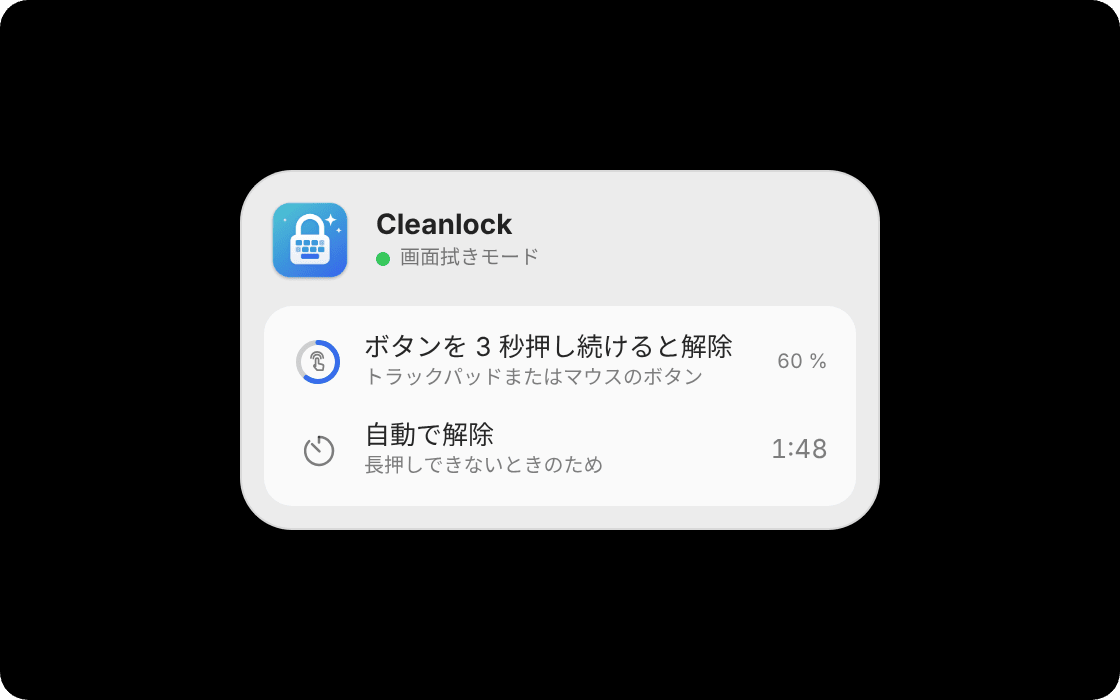 Cleanlock
画面拭きモード
ボタンを 3 秒押し続けると解除
トラックパッドまたはマウスのボタン
60 %
自動で解除
長押しできないときのため
1:48